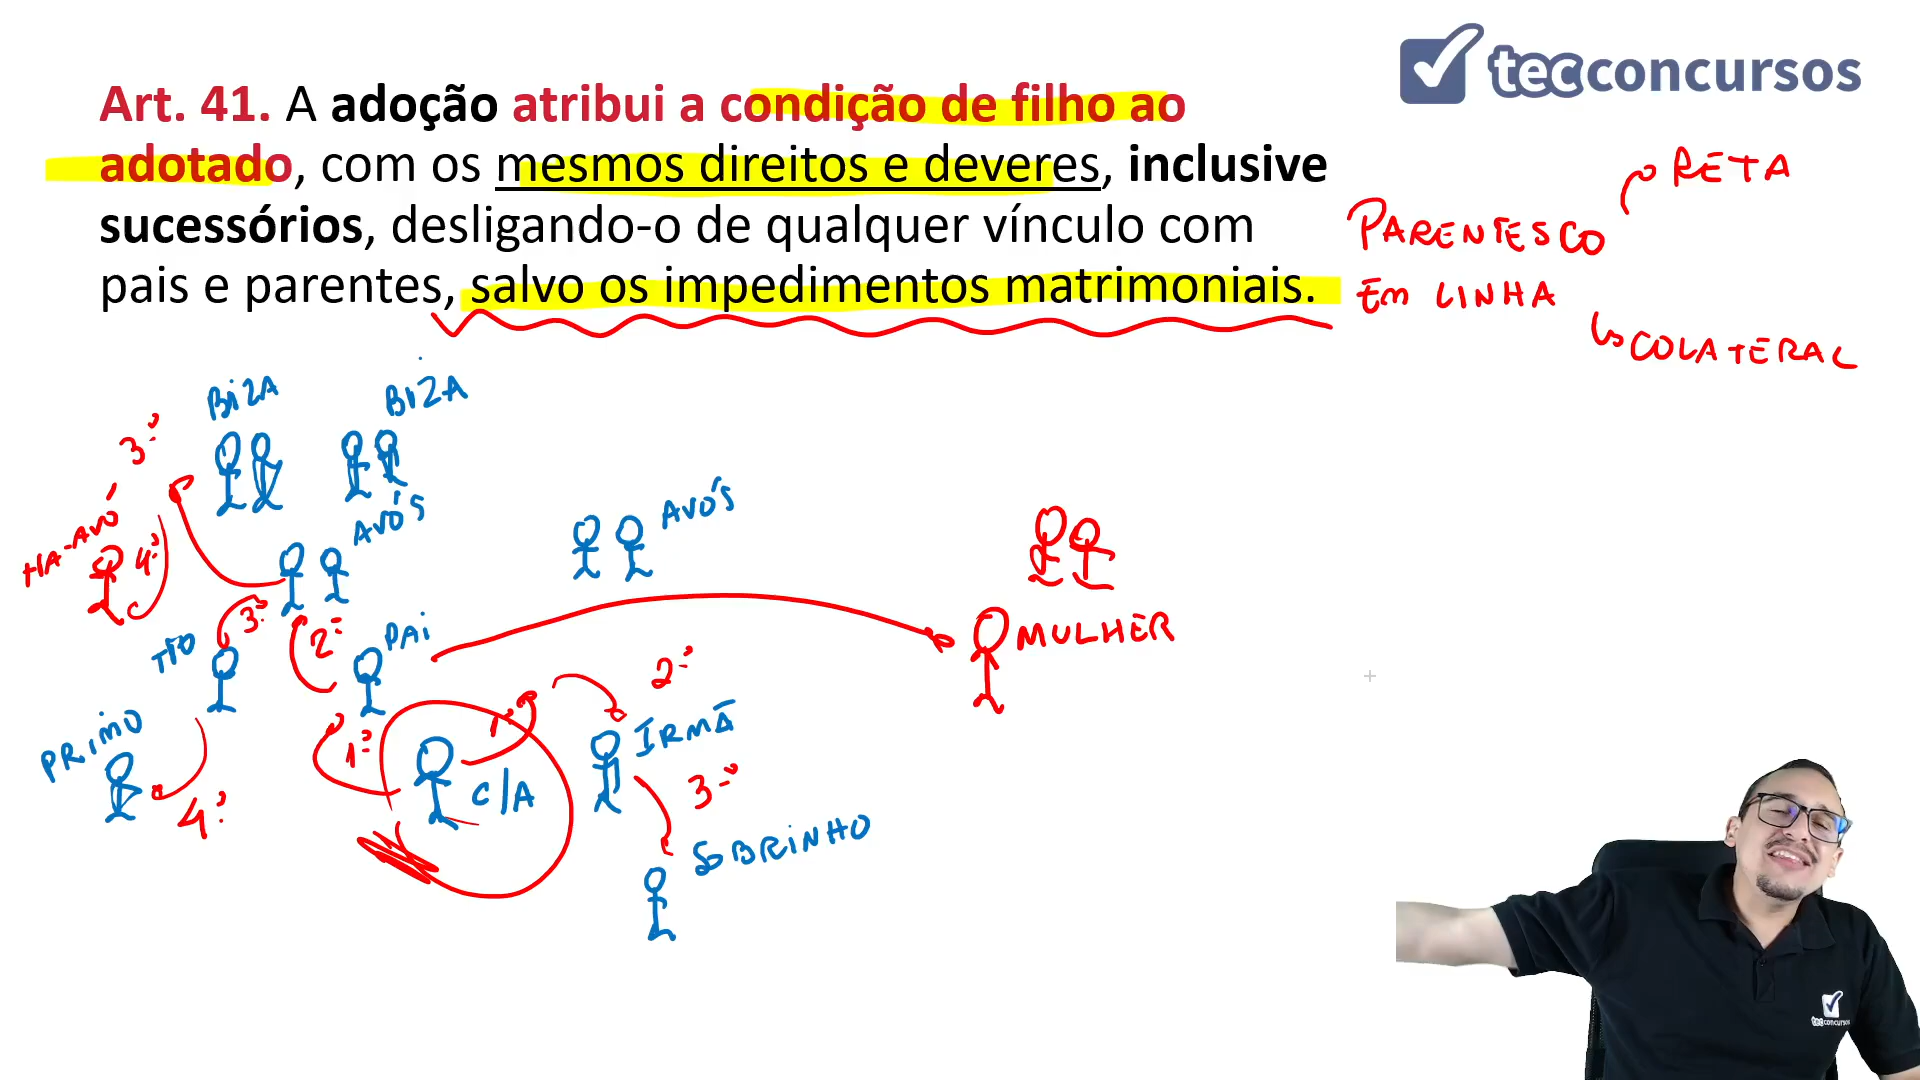 tecconcursos
Art. 41. A adoção atribui a condição de filho ao
adotado, com os mesmos direitos e deveres, inclusive
sucessórios, desligando-o de qualquer vínculo com
pais e parentes, salvo os impedimentos matrimoniais.
RETA
PARENTESCO
EM LINHA
COLATERAL
BIZA
BIZA
3º
AVÓS
AVÓS
TIA-AVÓ
4º
3º
2º
TIO
PAI
MULHER
2º
PRIMO
1º
1º
IRMÃ
C/A
3º
4º
SOBRINHO
tecconcursos